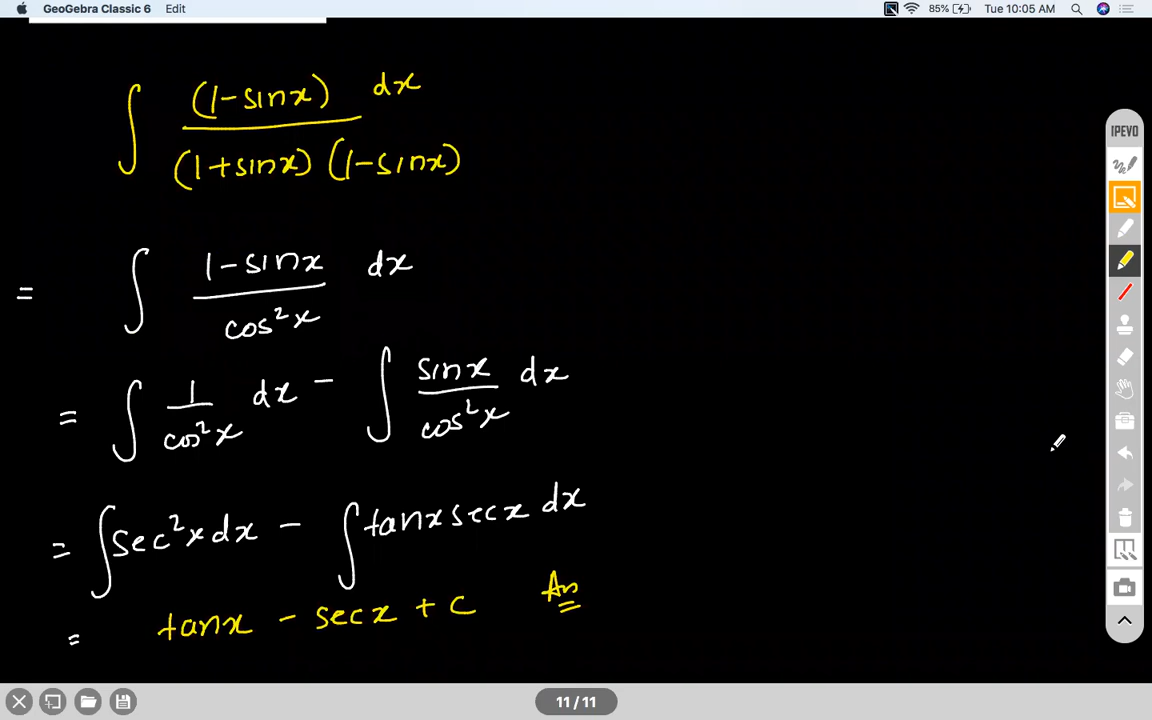 GeoGebra Classic 6 Edit 85% Tue 10:05 AM
∫ (1-sinx) / (1+sinx) (1-sinx) dx
= ∫ 1-sinx / cos²x dx
= ∫ 1 / cos²x dx - ∫ sinx / cos²x dx
= ∫ sec²x dx - ∫ tanx secx dx
= tanx - secx + c An
IPEVO
11/11